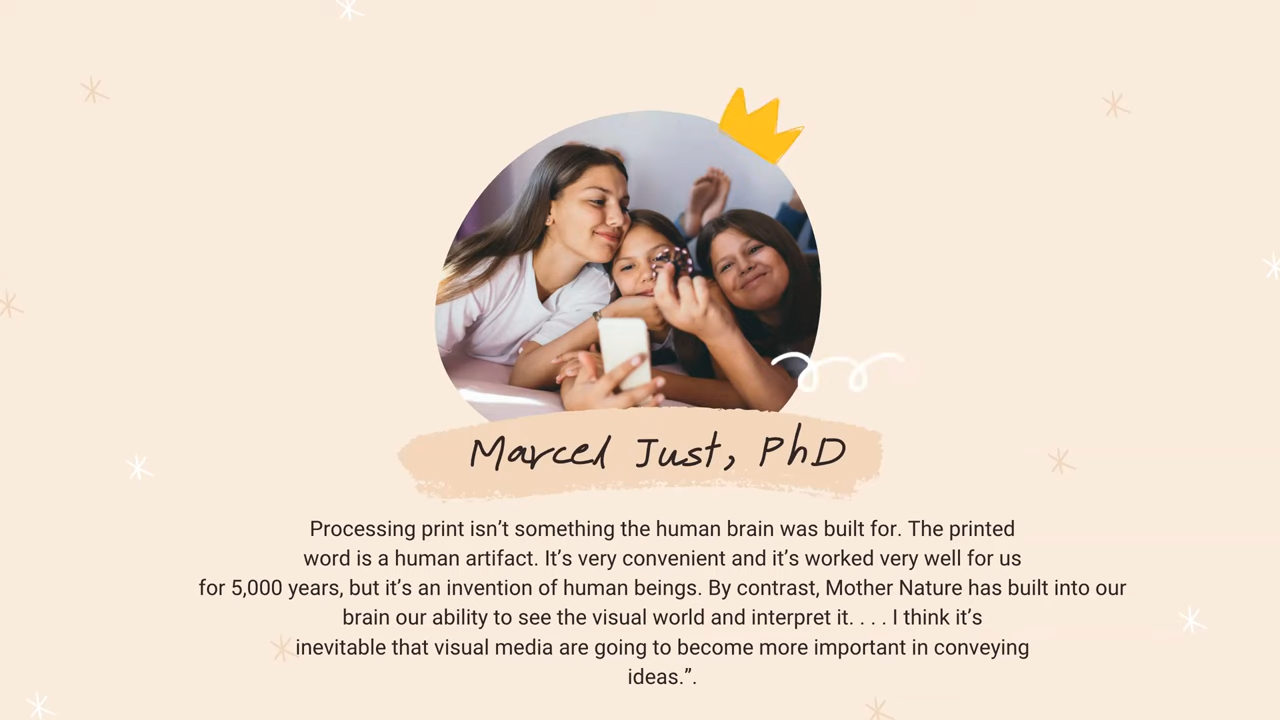 Marcel Just, PhD
Processing print isn’t something the human brain was built for. The printed
word is a human artifact. It’s very convenient and it’s worked very well for us
for 5,000 years, but it’s an invention of human beings. By contrast, Mother Nature has built into our
brain our ability to see the visual world and interpret it. . . . I think it’s
inevitable that visual media are going to become more important in conveying
ideas.”.